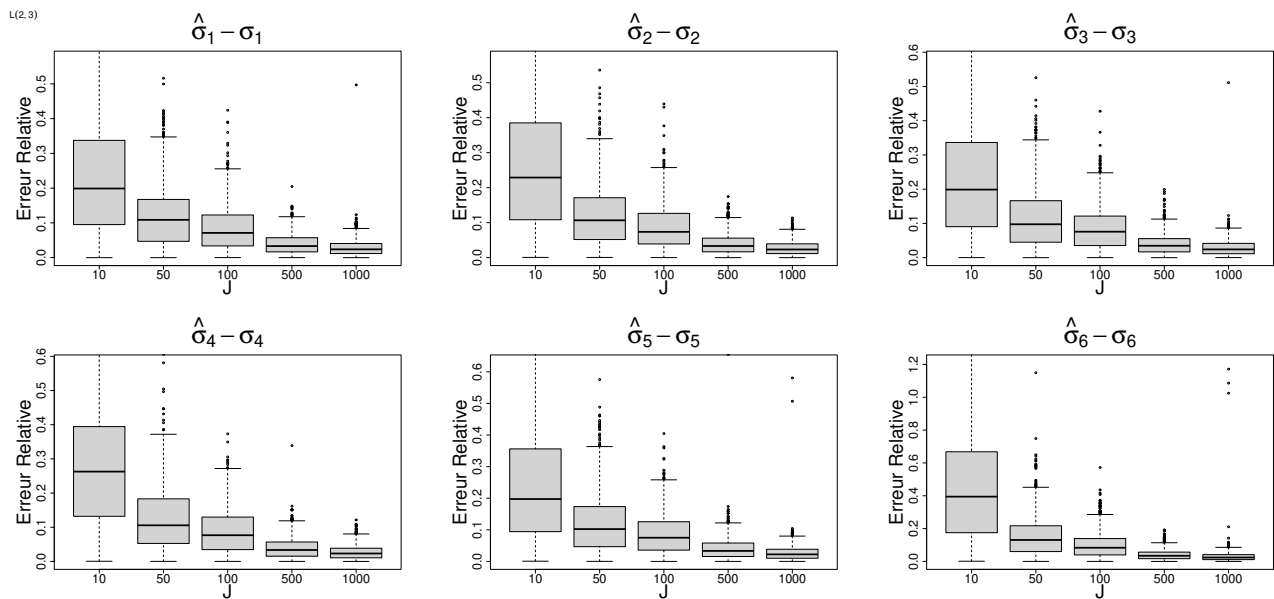 L(2, 3)
σ̂₁ − σ₁
Erreur Relative
0.0 0.1 0.2 0.3 0.4 0.5
10 50 100 500 1000
J
σ̂₂ − σ₂
Erreur Relative
0.0 0.1 0.2 0.3 0.4 0.5
10 50 100 500 1000
J
σ̂₃ − σ₃
Erreur Relative
0.0 0.1 0.2 0.3 0.4 0.5 0.6
10 50 100 500 1000
J
σ̂₄ − σ₄
Erreur Relative
0.0 0.1 0.2 0.3 0.4 0.5 0.6
10 50 100 500 1000
J
σ̂₅ − σ₅
Erreur Relative
0.0 0.1 0.2 0.3 0.4 0.5 0.6
10 50 100 500 1000
J
σ̂₆ − σ₆
Erreur Relative
0.0 0.2 0.4 0.6 0.8 1.0 1.2
10 50 100 500 1000
J